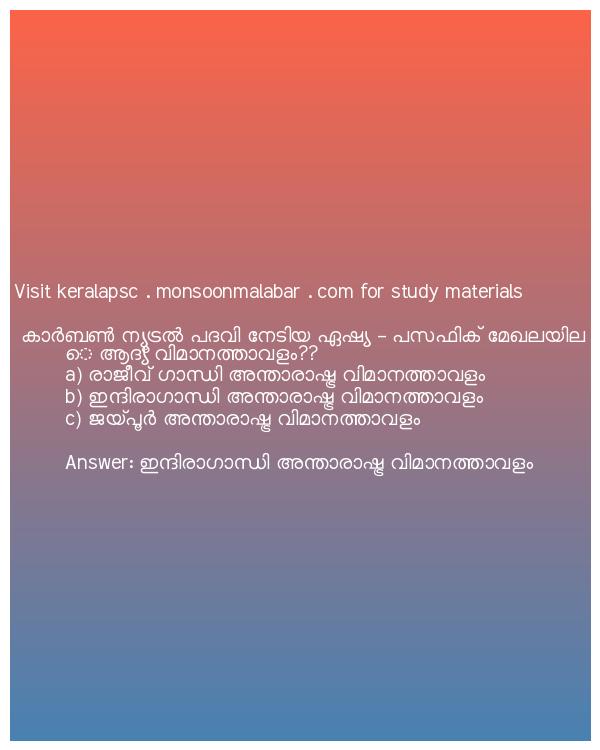 Visit keralapsc . monsoonmalabar . com for study materials
കാർബൺ ന്യൂട്രൽ പദവി നേടിയ ഏഷ്യ – പസഫിക് മേഖലയില
െ ആദ്യ വിമാനത്താവളം??
a) രാജീവ് ഗാന്ധി അന്താരാഷ്ട്ര വിമാനത്താവളം
b) ഇന്ദിരാഗാന്ധി അന്താരാഷ്ട്ര വിമാനത്താവളം
c) ജയ്പൂർ അന്താരാഷ്ട്ര വിമാനത്താവളം
Answer: ഇന്ദിരാഗാന്ധി അന്താരാഷ്ട്ര വിമാനത്താവളം